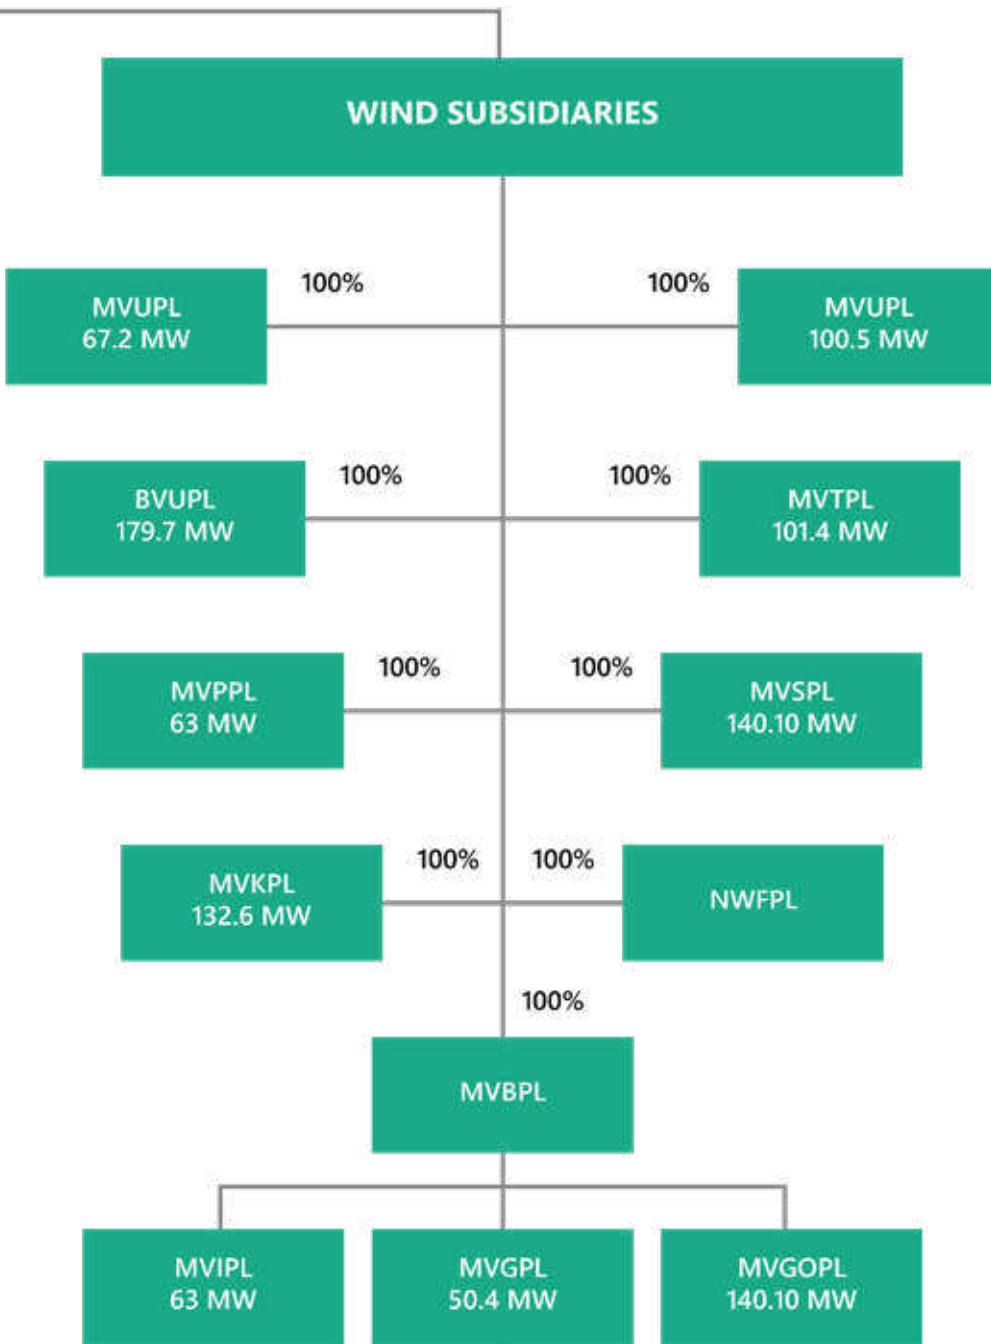 WIND SUBSIDIARIES
100%
100%
MVUPL
67.2 MW
MVUPL
100.5 MW
100%
100%
BVUPL
179.7 MW
MVTPL
101.4 MW
100%
100%
MVPPL
63 MW
MVSPL
140.10 MW
100%
100%
MVKPL
132.6 MW
NWFPL
100%
MVBPL
MVIPL
63 MW
MVGPL
50.4 MW
MVGOPL
140.10 MW